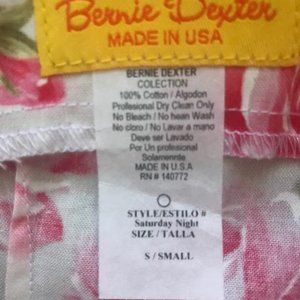 Bernie Dexter
MADE IN USA
BERNIE DEXTER
COLLECTION
100% Cotton / Algodon
Profesional Dry Clean Only
No Bleach / No hean Wash
No cloro / No Lavar a mano
Deve ser Lavado
Por Un profesional
Solamernte
MADE IN U.S.A
RN # 140772
STYLE/ESTILO #
Saturday Night
SIZE / TALLA
S / SMALL